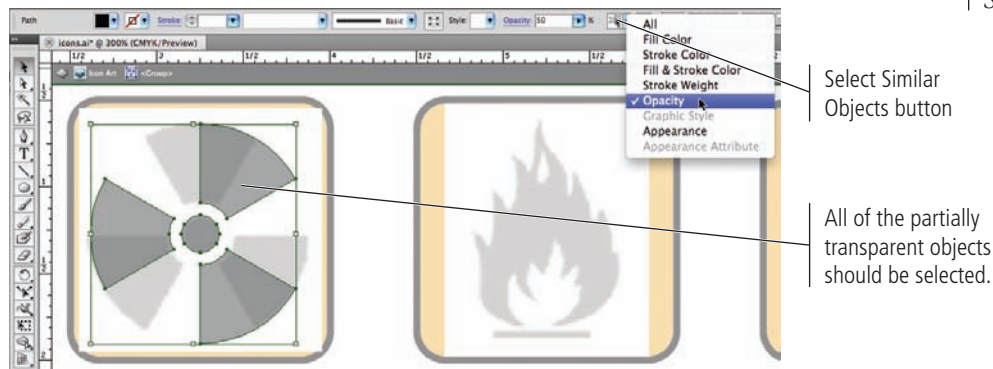 Path
Stroke:
Basic
Style:
Opacity: 50
%
icons.ai* @ 300% (CMYK/Preview)
1/2 3 1/2 4 1/2 5 1/2
Icon Art <Group>
All
Fill Color
Stroke Color
Fill & Stroke Color
Stroke Weight
✓ Opacity
Graphic Style
Appearance
Appearance Attribute
Select Similar
Objects button
All of the partially
transparent objects
should be selected.